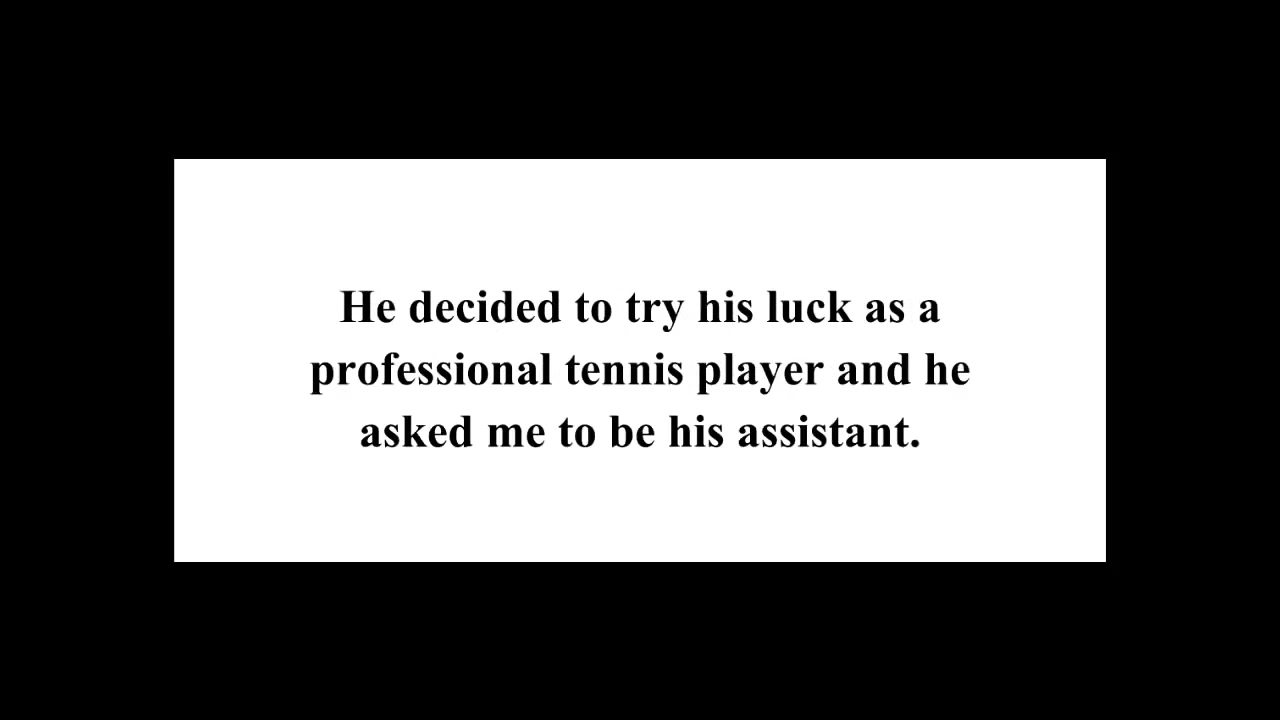 He decided to try his luck as a
professional tennis player and he
asked me to be his assistant.